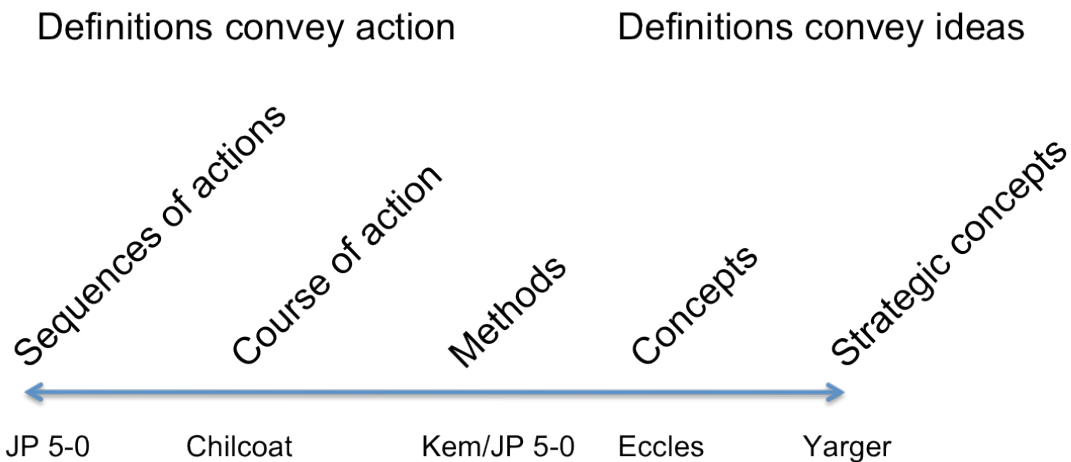 Definitions convey action
Definitions convey ideas
Sequences of actions
Course of action
Methods
Concepts
Strategic concepts
JP 5-0
Chilcoat
Kem/JP 5-0
Eccles
Yarger